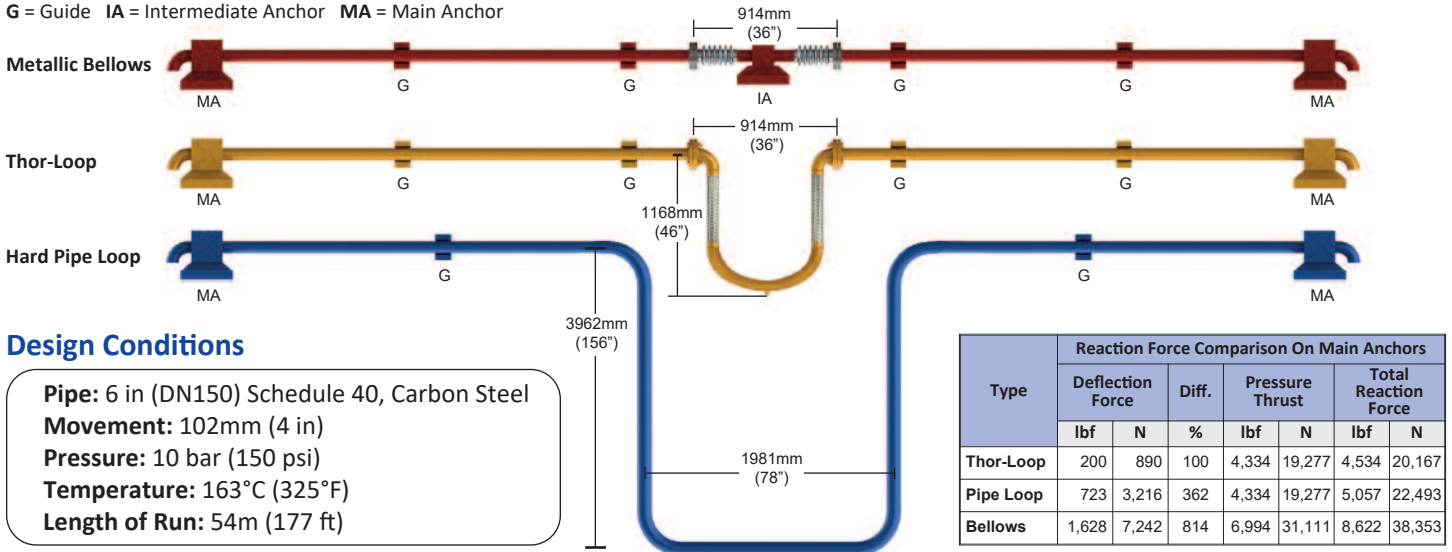 G = Guide IA = Intermediate Anchor MA = Main Anchor
914mm
(36")
Metallic Bellows
MA
G
G
IA
G
G
MA
914mm
(36")
Thor-Loop
MA
G
G
G
G
MA
1168mm
(46")
Hard Pipe Loop
MA
G
G
MA
3962mm
(156")
1981mm
(78")
Design Conditions
Pipe: 6 in (DN150) Schedule 40, Carbon Steel
Movement: 102mm (4 in)
Pressure: 10 bar (150 psi)
Temperature: 163°C (325°F)
Length of Run: 54m (177 ft)
Type
Reaction Force Comparison On Main Anchors
Deflection
Force
Diff.
Pressure
Thrust
Total
Reaction
Force
lbf N % lbf N lbf N
Thor-Loop 200 890 100 4,334 19,277 4,534 20,167
Pipe Loop 723 3,216 362 4,334 19,277 5,057 22,493
Bellows 1,628 7,242 814 6,994 31,111 8,622 38,353